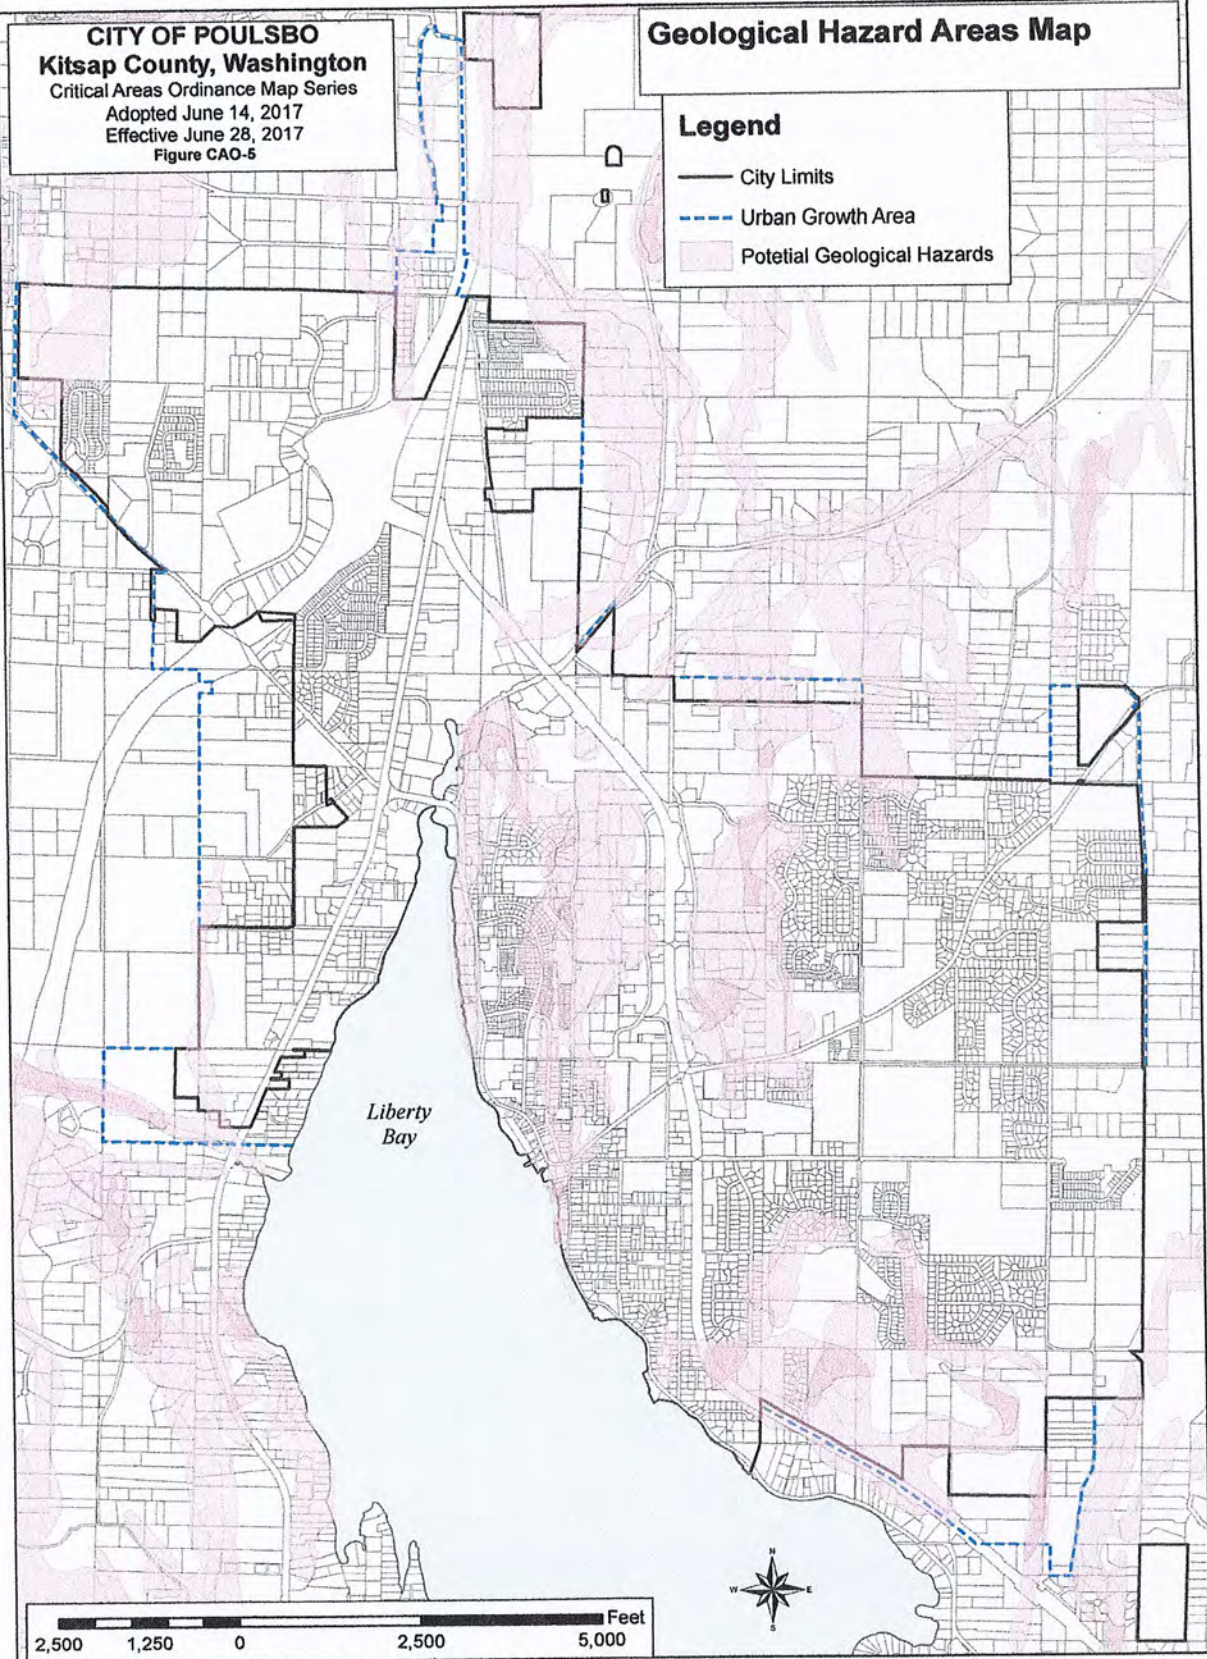 CITY OF POULSBO
Kitsap County, Washington
Critical Areas Ordinance Map Series
Adopted June 14, 2017
Effective June 28, 2017
Figure CAO-5
Geological Hazard Areas Map
Legend
City Limits
Urban Growth Area
Potetial Geological Hazards
Liberty
Bay
N
W E
S
Feet
2,500 1,250 0 2,500 5,000